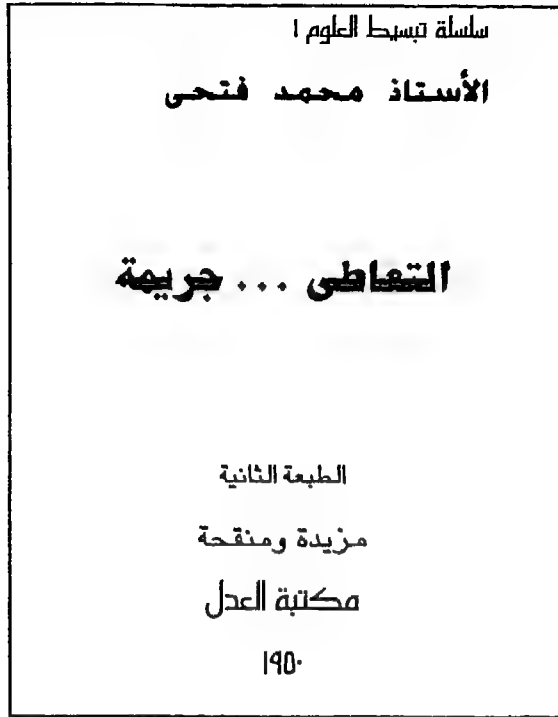 سلسلة تبسيط العلوم ١
الأستاذ محمد فتحى
التعاطى ... جريمة
الطبعة الثانية
مزيدة ومنقحة
مكتبة العدل
١٩٥٠